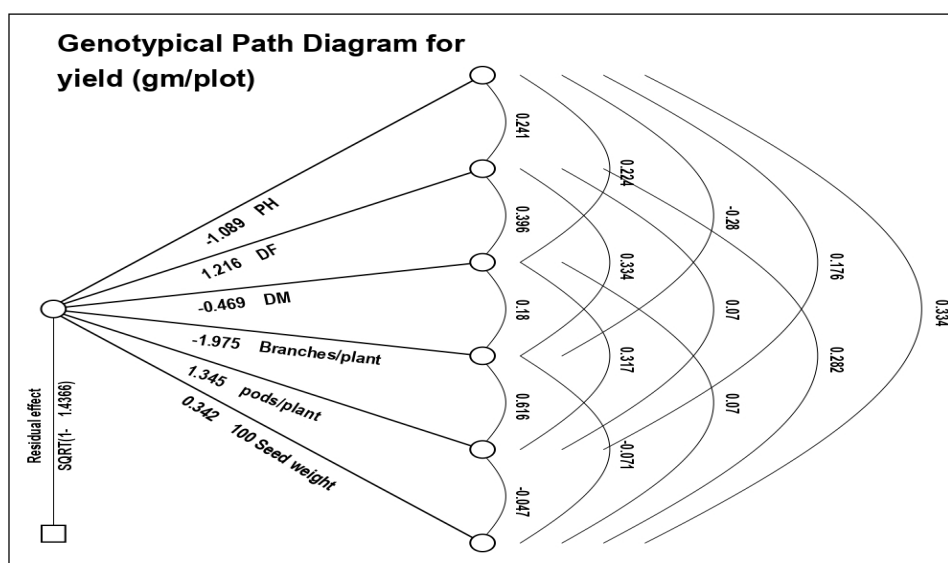 Genotypical Path Diagram for
yield (gm/plot)
-1.089 PH
1.216 DF
-0.469 DM
-1.975 Branches/plant
1.345 pods/plant
0.342 100 Seed weight
Residual effect
SQRT(1- 1.4366)
0.241
0.396
0.18
0.616
-0.047
0.224
0.334
0.317
-0.071
-0.28
0.07
0.07
0.176
0.282
0.334